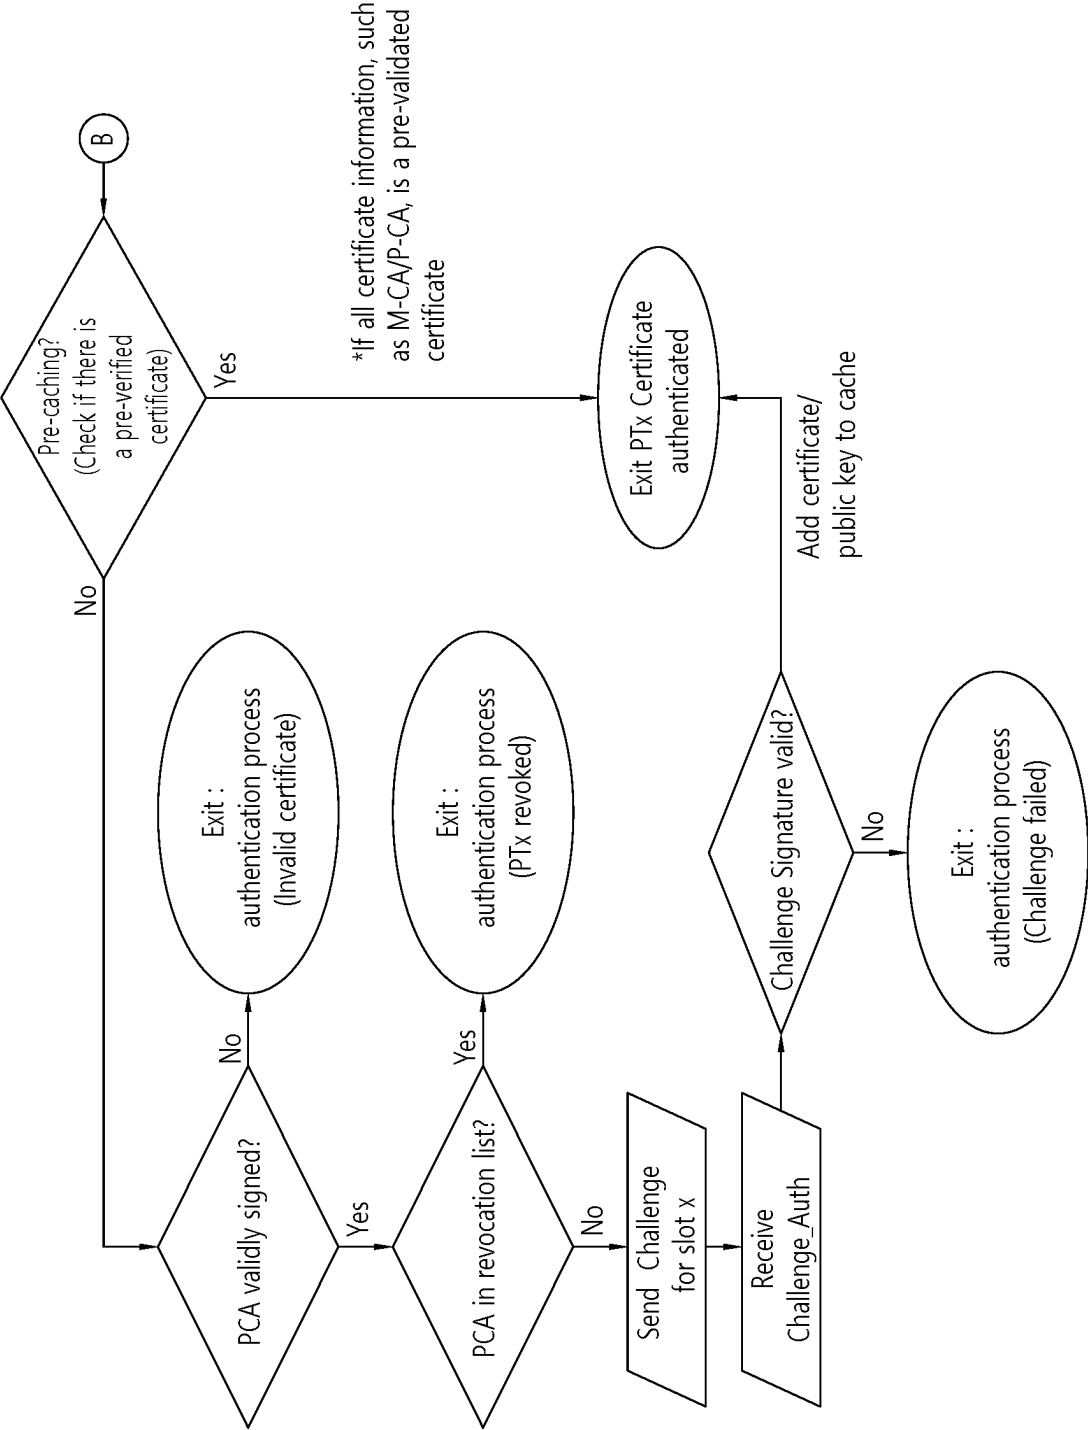 B
Pre-caching?
(Check if there is
a pre-verified
certificate)
Yes
No
*If all certificate information, such
as M-CA/P-CA, is a pre-validated
certificate
PCA validly signed?
No
Exit :
authentication process
(Invalid certificate)
Yes
PCA in revocation list?
Yes
Exit :
authentication process
(PTx revoked)
No
Send Challenge
for slot x
Receive
Challenge_Auth
Challenge Signature valid?
Add certificate/
public key to cache
Exit PTx Certificate
authenticated
No
Exit :
authentication process
(Challenge failed)